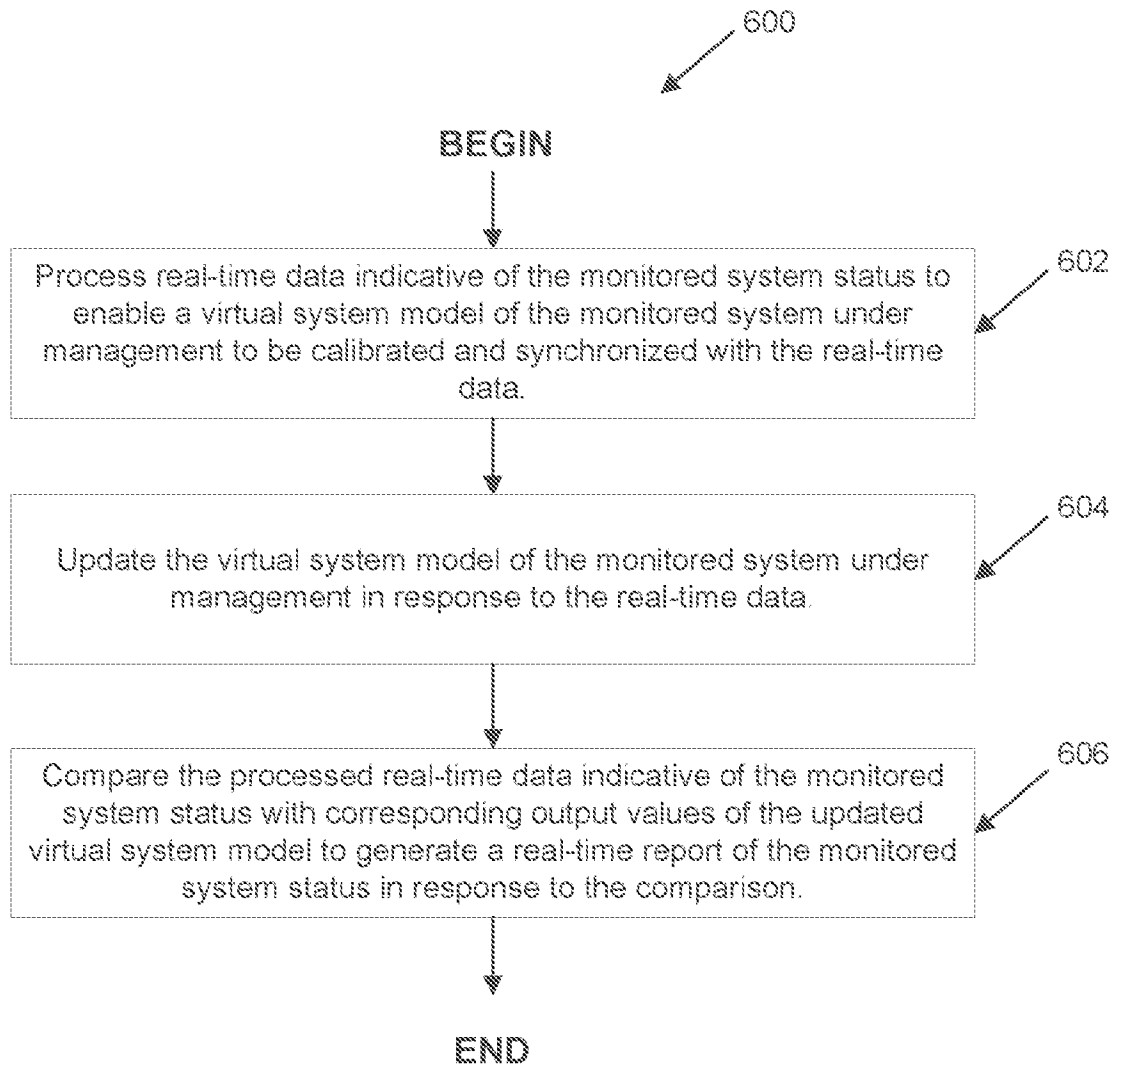 600
BEGIN
Process real-time data indicative of the monitored system status to
enable a virtual system model of the monitored system under
management to be calibrated and synchronized with the real-time
data.
602
Update the virtual system model of the monitored system under
management in response to the real-time data.
604
Compare the processed real-time data indicative of the monitored
system status with corresponding output values of the updated
virtual system model to generate a real-time report of the monitored
system status in response to the comparison.
606
END